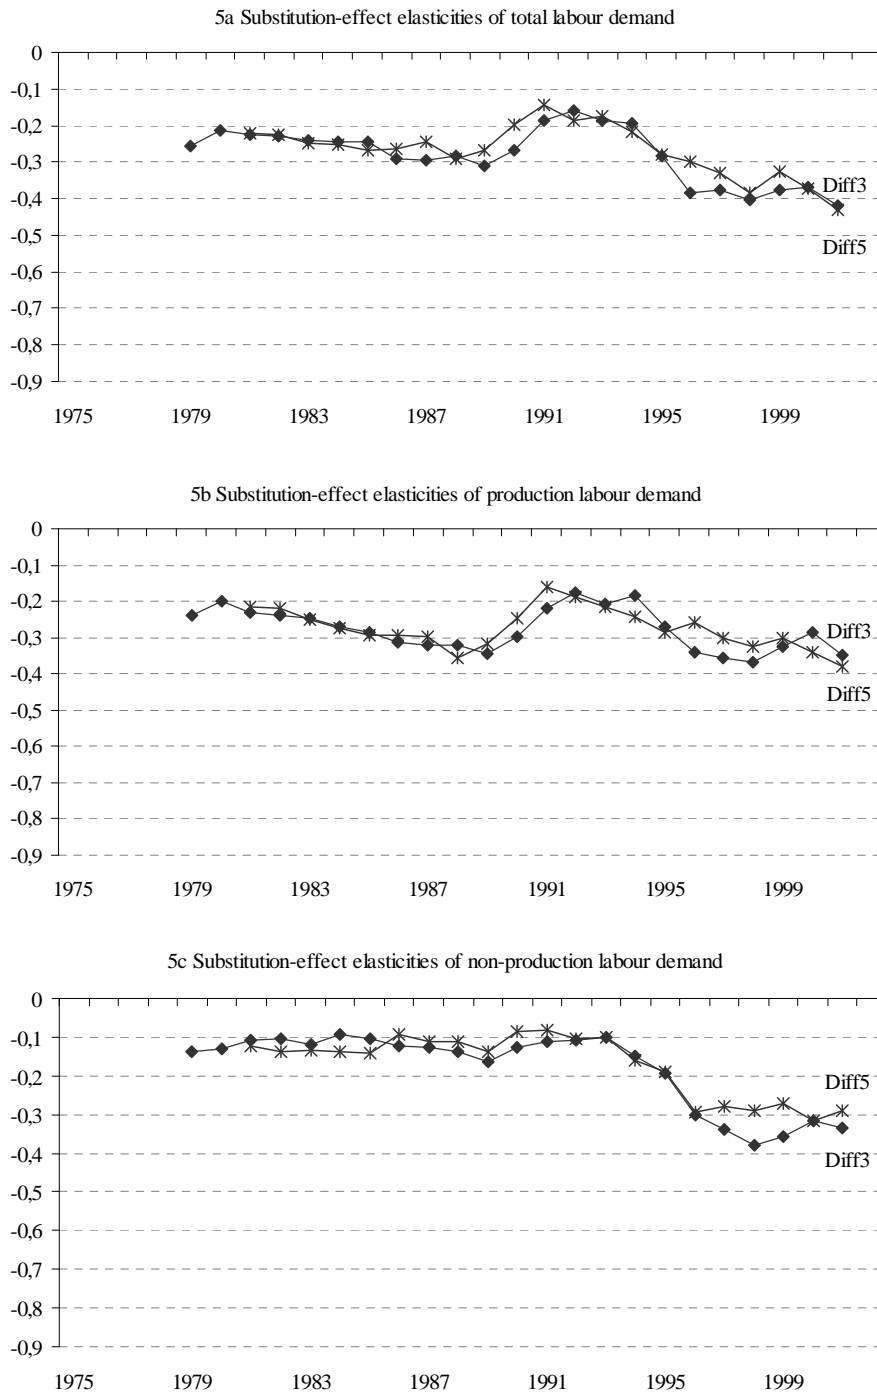 5a Substitution-effect elasticities of total labour demand
0
-0,1
-0,2
-0,3
-0,4
-0,5
-0,6
-0,7
-0,8
-0,9
Diff3
Diff5
1975 1979 1983 1987 1991 1995 1999
5b Substitution-effect elasticities of production labour demand
0
-0,1
-0,2
-0,3
-0,4
-0,5
-0,6
-0,7
-0,8
-0,9
Diff3
Diff5
1975 1979 1983 1987 1991 1995 1999
5c Substitution-effect elasticities of non-production labour demand
0
-0,1
-0,2
-0,3
-0,4
-0,5
-0,6
-0,7
-0,8
-0,9
Diff5
Diff3
1975 1979 1983 1987 1991 1995 1999